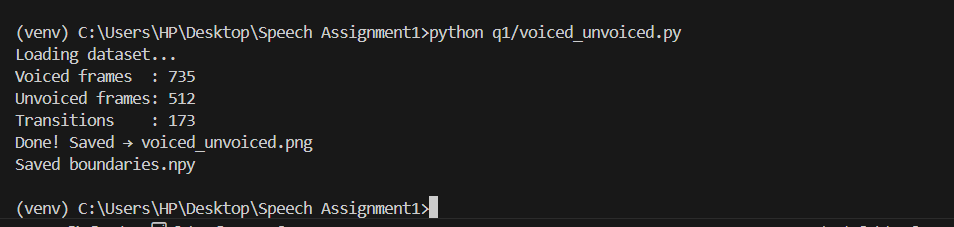 (venv) C:\Users\HP\Desktop\Speech Assignment1>python q1/voiced_unvoiced.py
Loading dataset...
Voiced frames  : 735
Unvoiced frames: 512
Transitions    : 173
Done! Saved → voiced_unvoiced.png
Saved boundaries.npy
(venv) C:\Users\HP\Desktop\Speech Assignment1>